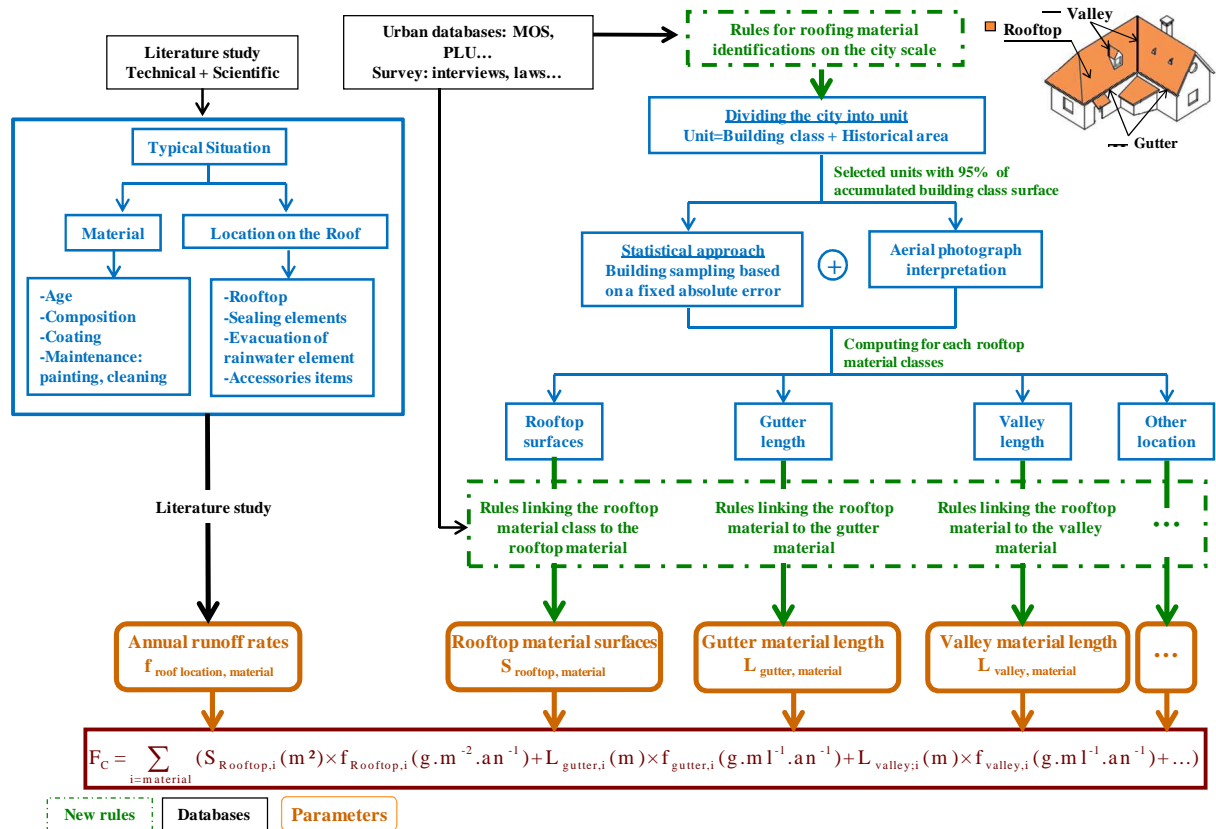 Literature study
Technical + Scientific
Urban databases: MOS,
PLU…
Survey: interviews, laws…
Rules for roofing material
identifications on the city scale
Valley
Rooftop
Gutter
Typical Situation
Material
Location on the Roof
-Age
-Composition
-Coating
-Maintenance:
painting, cleaning
-Rooftop
-Sealing elements
-Evacuation of
rainwater element
-Accessories items
Dividing the city into unit
Unit=Building class + Historical area
Selected units with 95% of
accumulated building class surface
Statistical approach
Building sampling based
on a fixed absolute error
+
Aerial photograph
interpretation
Computing for each rooftop
material classes
Rooftop
surfaces
Gutter
length
Valley
length
Other
location
Literature study
Rules linking the rooftop
material class to the
rooftop material
Rules linking the rooftop
material to the gutter
material
Rules linking the rooftop
material to the valley
material
…
Annual runoff rates
f roof location, material
Rooftop material surfaces
S rooftop, material
Gutter material length
L gutter, material
Valley material length
L valley, material
…
F_C = ∑ i=material (S_Rooftop,i (m²)×f_Rooftop,i (g.m⁻².an⁻¹)+L_gutter,i (m)×f_gutter,i (g.ml⁻¹.an⁻¹)+L_valley;i (m)×f_valley,i (g.ml⁻¹.an⁻¹)+…)
New rules
Databases
Parameters